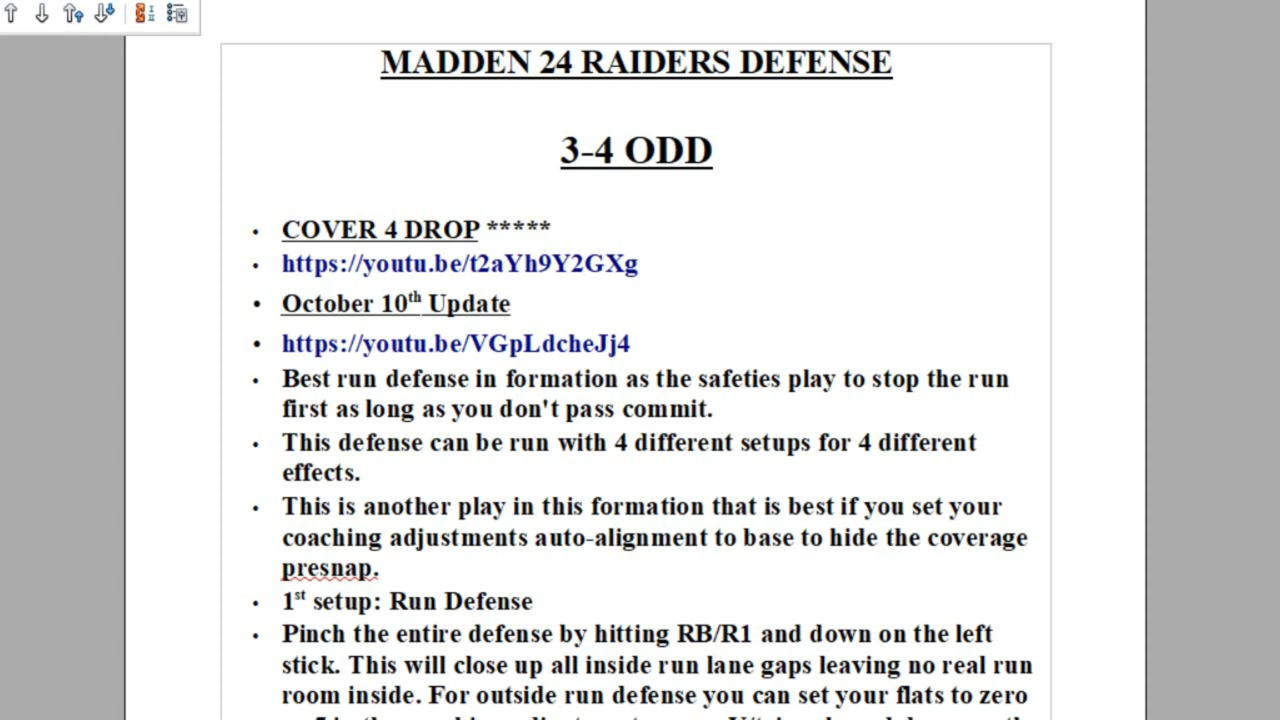 MADDEN 24 RAIDERS DEFENSE
3-4 ODD
• COVER 4 DROP *****
• https://youtu.be/t2aYh9Y2GXg
• October 10th Update
• https://youtu.be/VGpLdcheJj4
• Best run defense in formation as the safeties play to stop the run
first as long as you don't pass commit.
• This defense can be run with 4 different setups for 4 different
effects.
• This is another play in this formation that is best if you set your
coaching adjustments auto-alignment to base to hide the coverage
presnap.
• 1st setup: Run Defense
• Pinch the entire defense by hitting RB/R1 and down on the left
stick. This will close up all inside run lane gaps leaving no real run
room inside. For outside run defense you can set your flats to zero